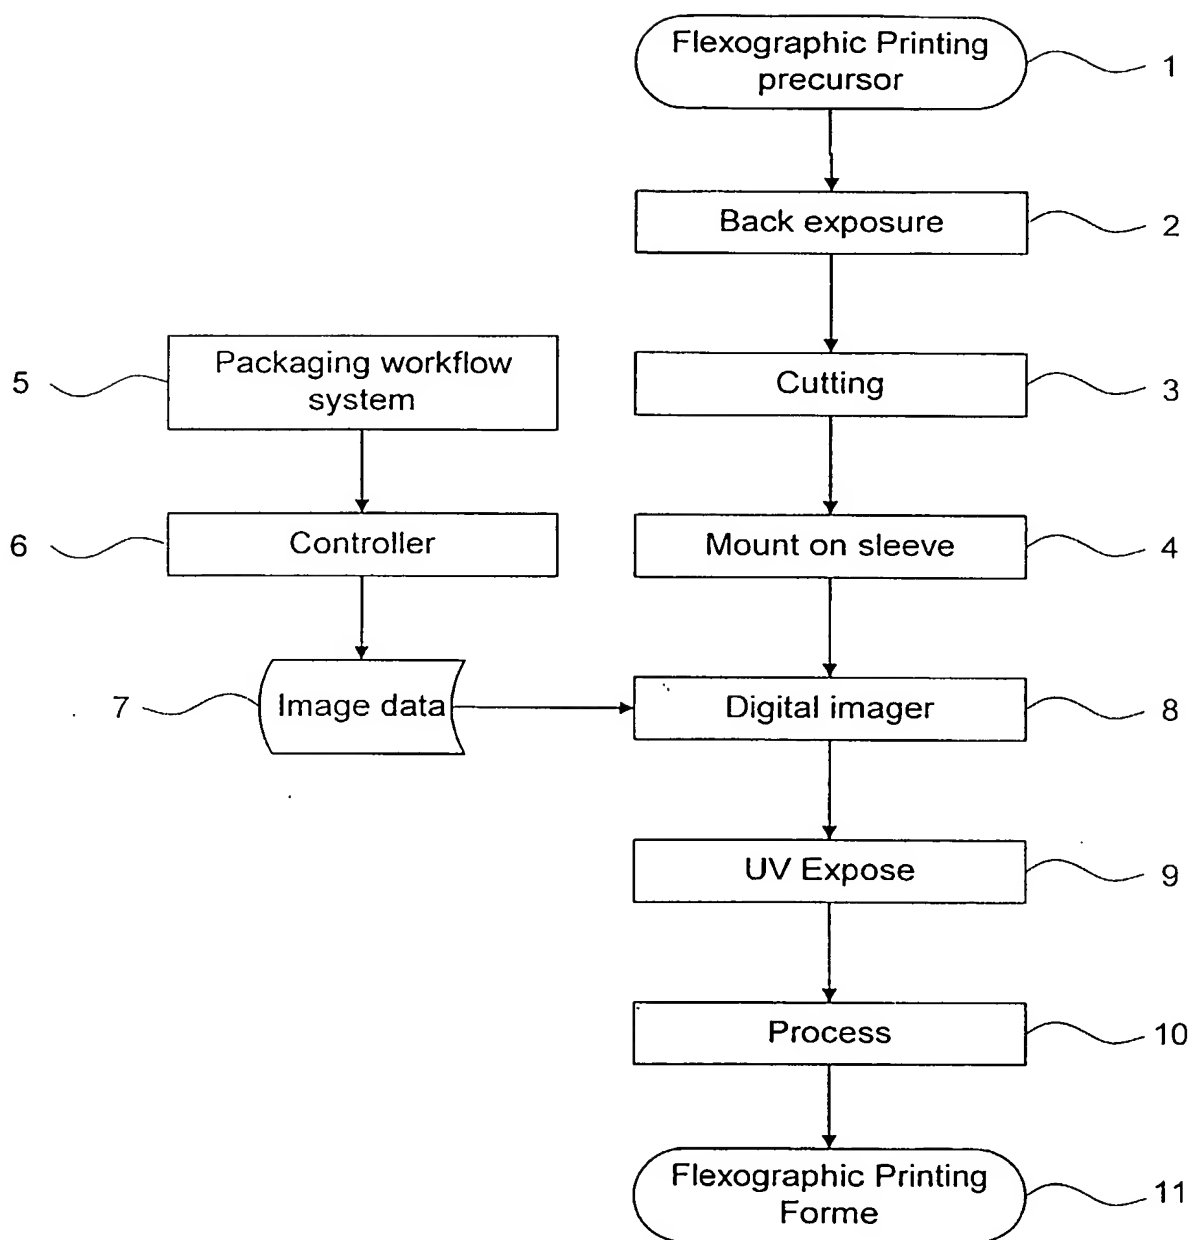 Flexographic Printing
precursor
1
Back exposure
2
Packaging workflow
system
5
Cutting
3
Controller
6
Mount on sleeve
4
Image data
7
Digital imager
8
UV Expose
9
Process
10
Flexographic Printing
Forme
11